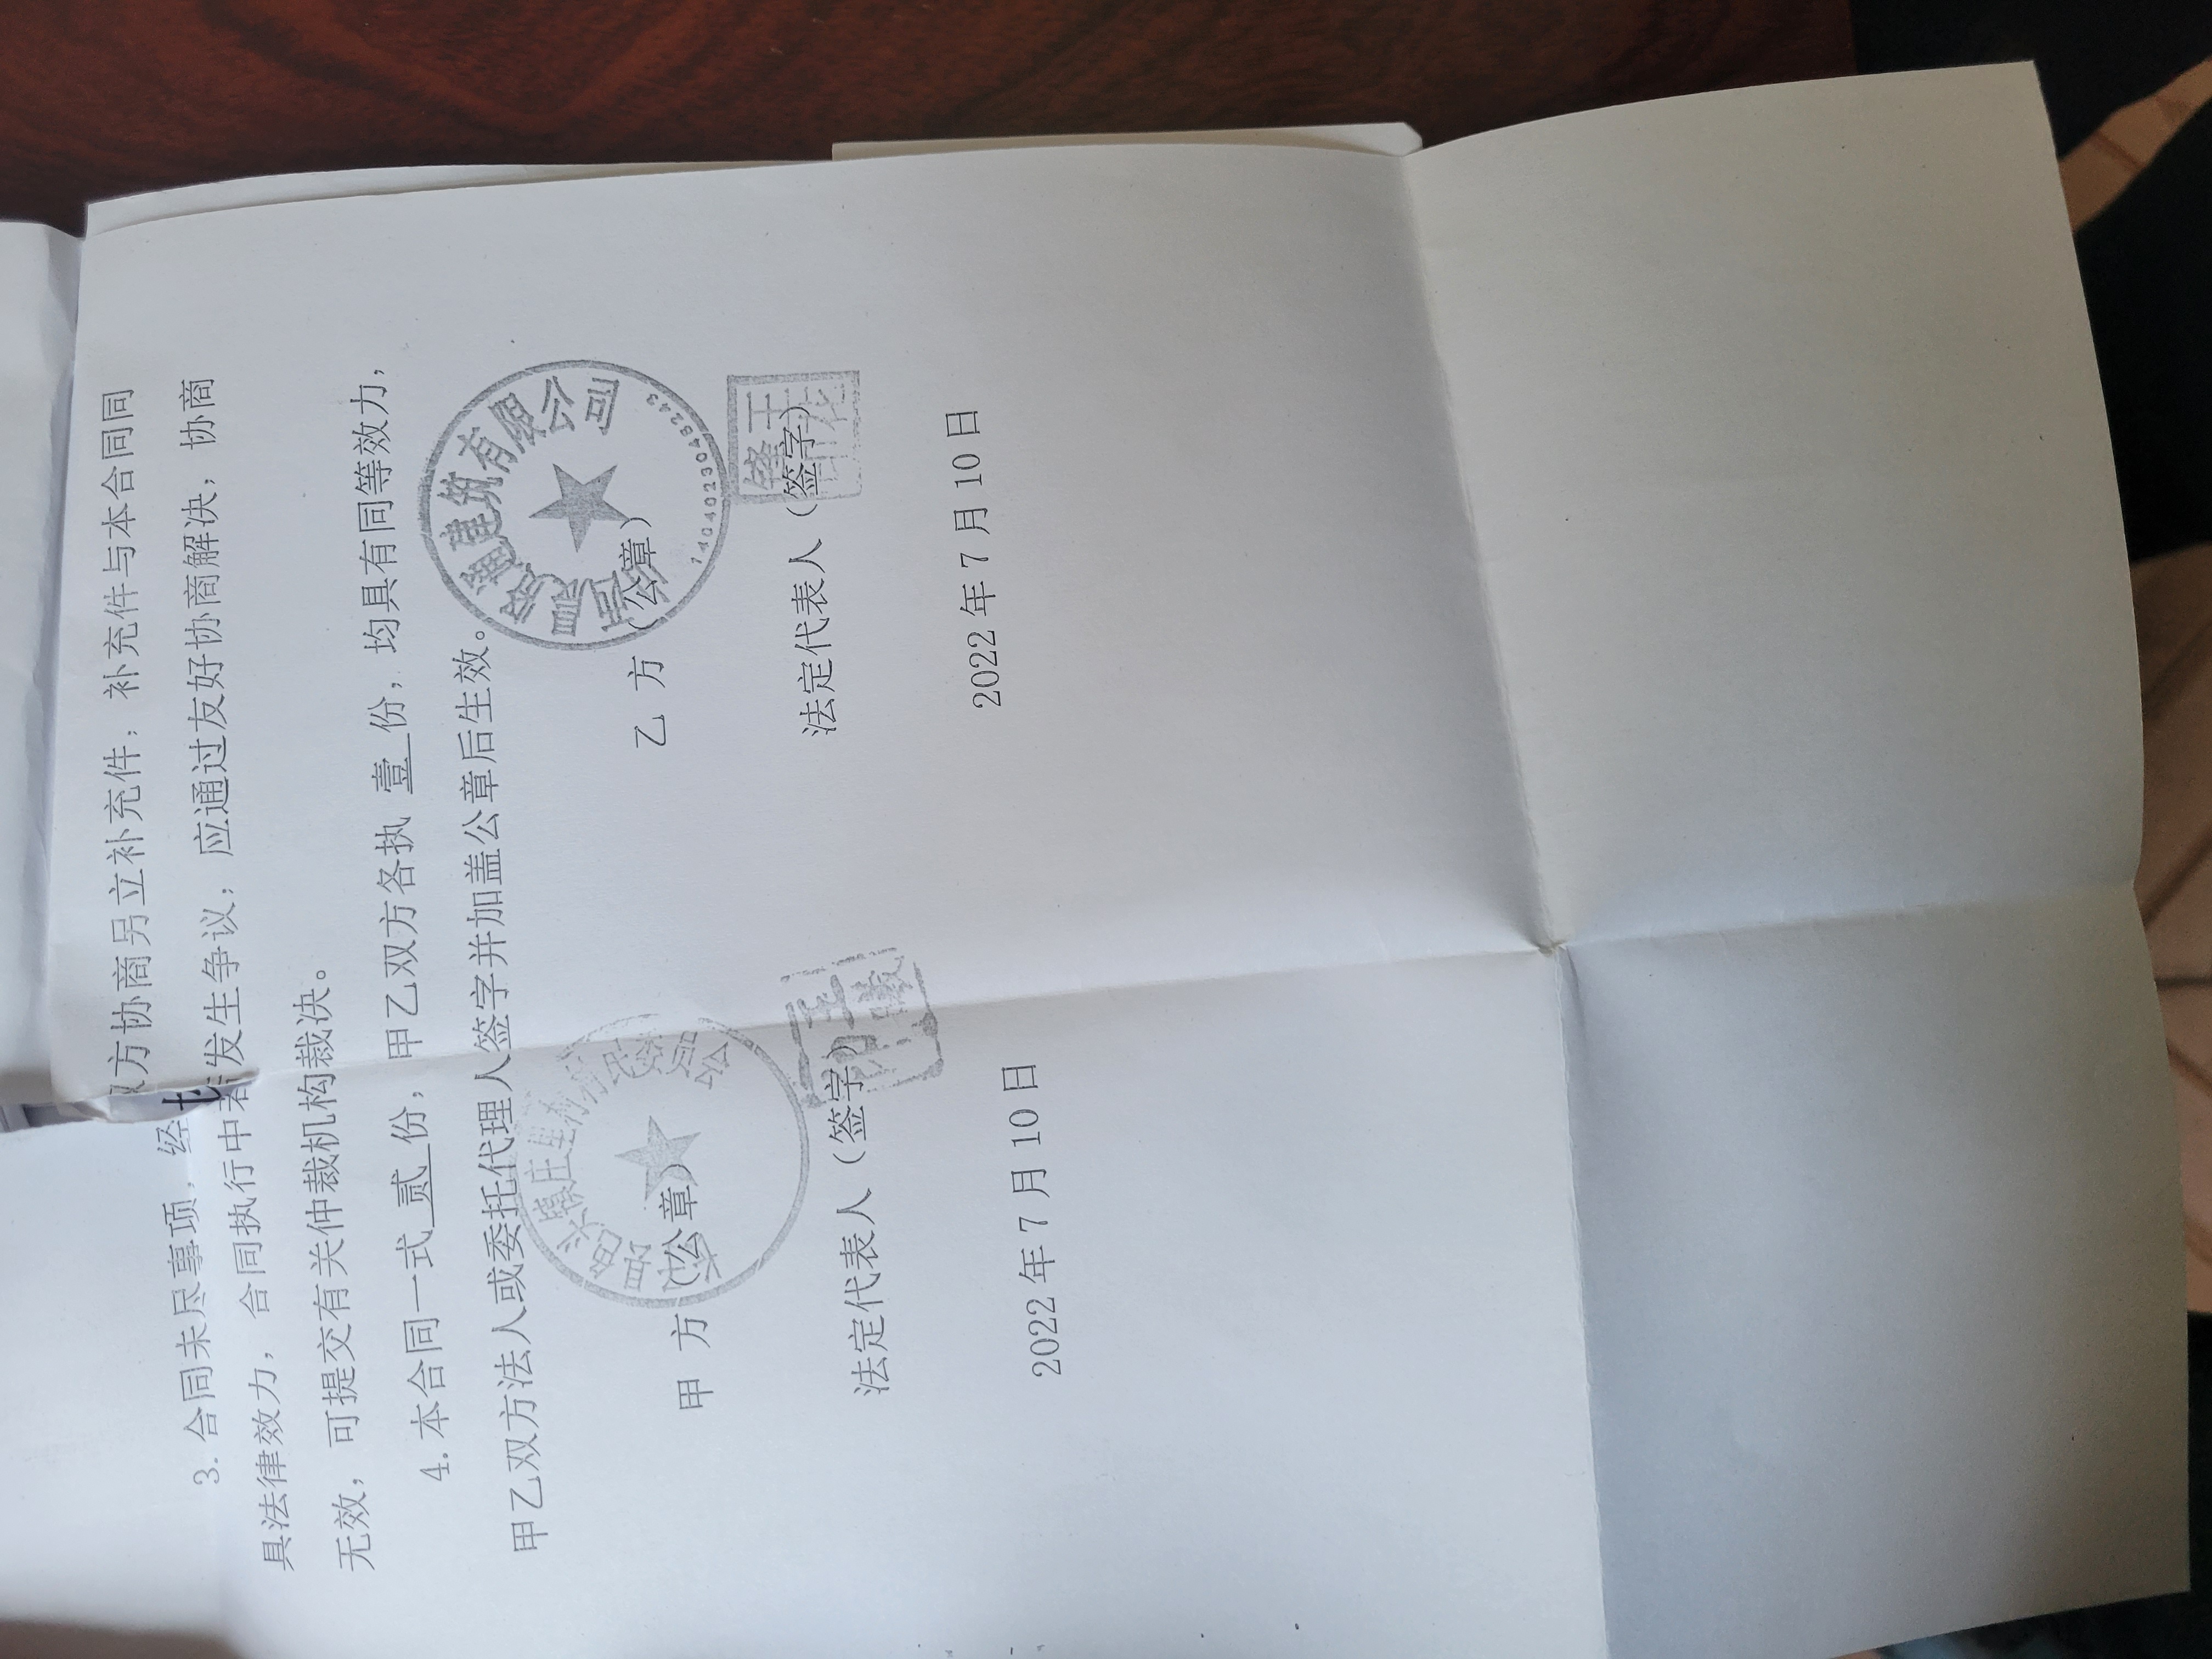 3. 合同未尽事项，经双方协商另立补充件，补充件与本合同同
具法律效力，合同执行中若发生争议，应通过友好协商解决，协商
无效，可提交有关仲裁机构裁决。
4. 本合同一式 贰 份，甲乙双方各执 壹 份，均具有同等效力，
甲乙双方法人或委托代理人签字并加盖公章后生效。
甲 方（公章） 乙 方（公章）
建筑有限公司
1404023045243
法定代表人（签字） 法定代表人（签字）
2022 年 7 月 10 日 2022 年 7 月 10 日